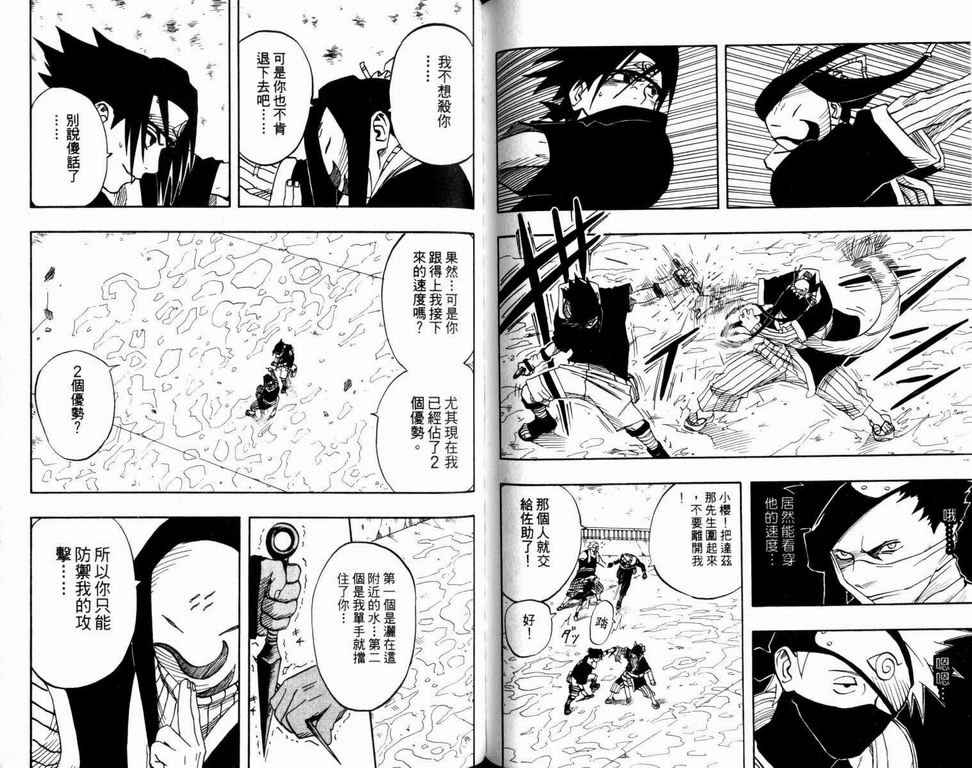 哦…
居然能看穿
他的速度…
嗯嗯…
小櫻！把達茲
那先生圍起來
，不要離開我
！
那個人就交
給佐助了！
踏
ダッ
好！
我不想殺你
……
可是你也不肯
退下去吧……
別說傻話了
……
果然…可是你
跟得上我接下
來的速度嗎？
尤其現在我
已經佔了2
個優勢。
2個優勢？
第一個是灑在這
附近的水…第二
個是我單手就擋
住了你…
所以你只能
防禦我的攻
擊……